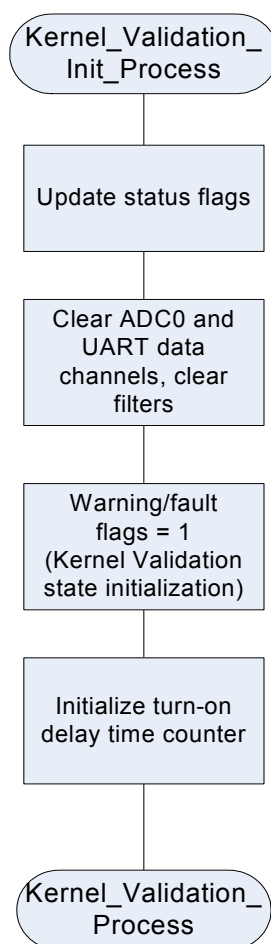 Kernel_Validation_
Init_Process
Update status flags
Clear ADC0 and
UART data
channels, clear
filters
Warning/fault
flags = 1
(Kernel Validation
state initialization)
Initialize turn-on
delay time counter
Kernel_Validation_
Process